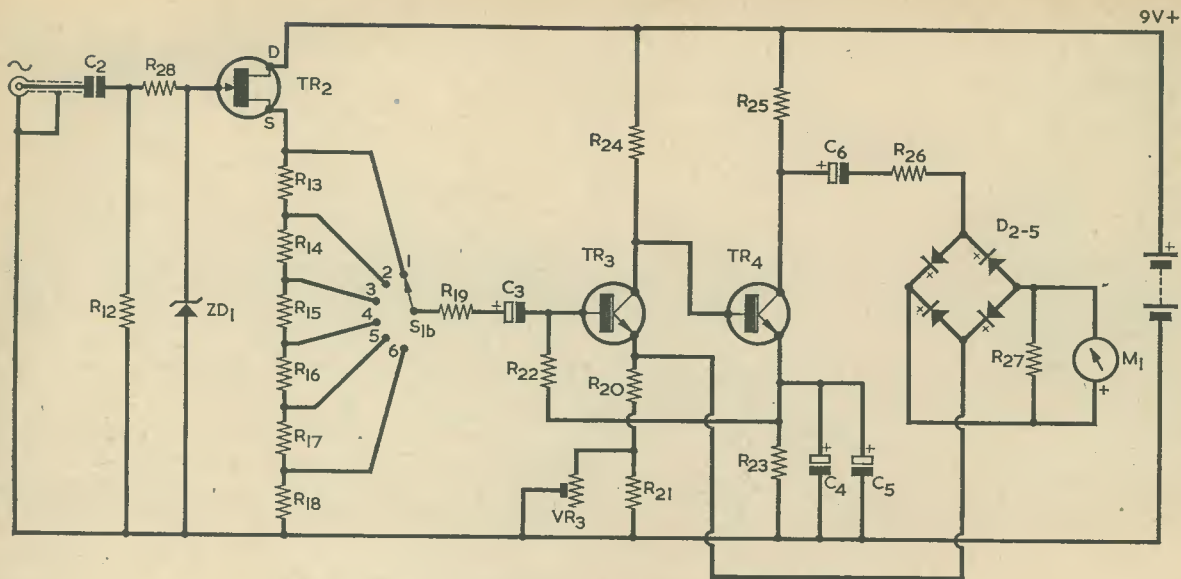 9V+
C2
R28
D
TR2
S
R25
R24
C6
R26
R13
D2-5
R14
TR3
TR4
1
2
3
4
5
6
R12
ZD1
R15
R19
C3
S1b
R16
R22
R20
R27
M1
+
R17
R23
R18
VR3
R21
C4
C5
+
+
+
+
+
+
+
+
+